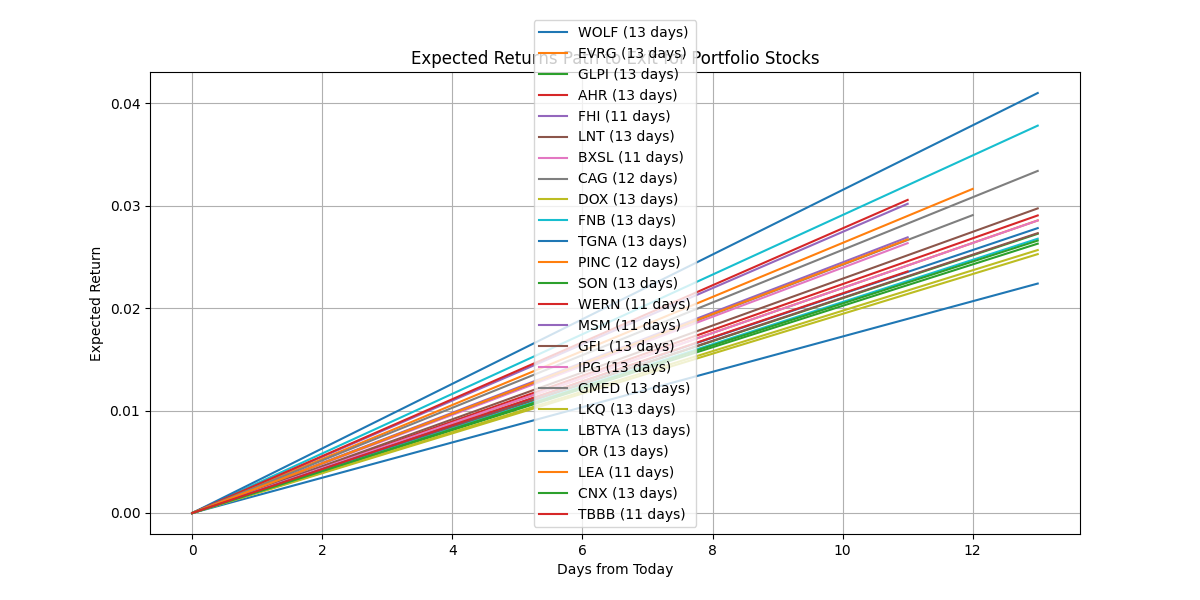 Expected Returns Path to Exit for Portfolio Stocks
WOLF (13 days)
EVRG (13 days)
GLPI (13 days)
AHR (13 days)
FHI (11 days)
LNT (13 days)
BXSL (11 days)
CAG (12 days)
DOX (13 days)
FNB (13 days)
TGNA (13 days)
PINC (12 days)
SON (13 days)
WERN (11 days)
MSM (11 days)
GFL (13 days)
IPG (13 days)
GMED (13 days)
LKQ (13 days)
LBTYA (13 days)
OR (13 days)
LEA (11 days)
CNX (13 days)
TBBB (11 days)
Expected Return
0.04
0.03
0.02
0.01
0.00
0 2 4 6 8 10 12
Days from Today